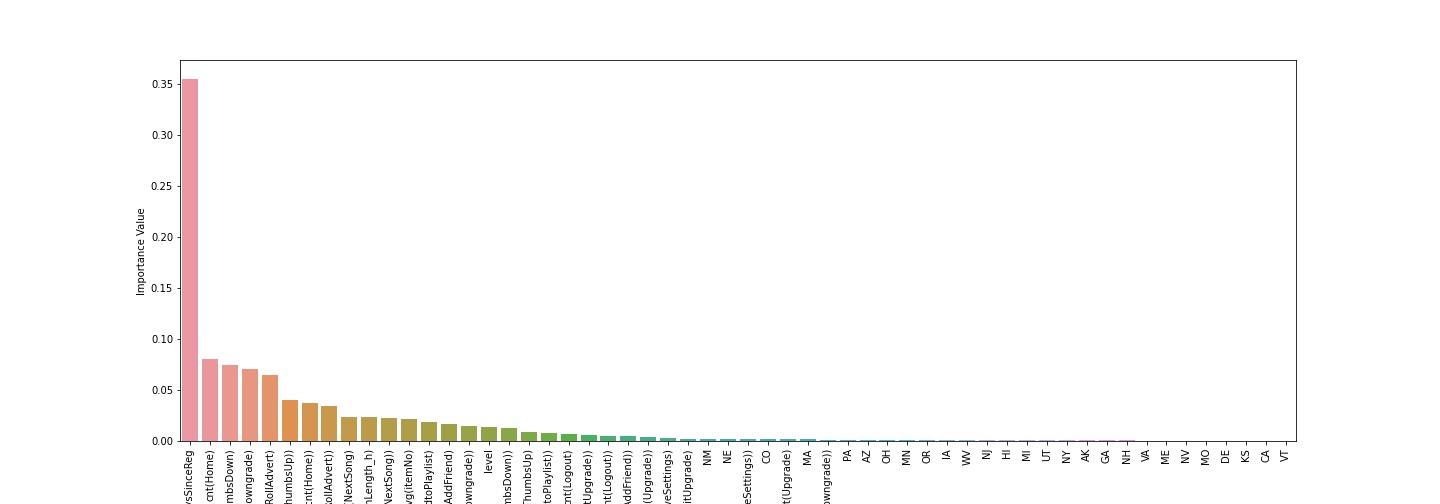 0.35
0.30
0.25
0.20
0.15
0.10
0.05
0.00
Importance Value
ysSinceReg
cnt(Home)
mbsDown)
owngrade)
RollAdvert)
humbsUp))
cnt(Home))
ollAdvert))
(NextSong)
nLength_h)
NextSong))
vg(itemNo)
dtoPlaylist)
AddFriend)
owngrade))
level
mbsDown))
ThumbsUp)
toPlaylist))
cnt(Logout)
tUpgrade))
nt(Logout))
ddFriend))
(Upgrade))
veSettings)
itUpgrade)
NM
NE
eSettings))
CO
t(Upgrade)
MA
owngrade))
PA
AZ
OH
MN
OR
IA
WV
NJ
HI
MI
UT
NY
AK
GA
NH
VA
ME
NV
MO
DE
KS
CA
VT